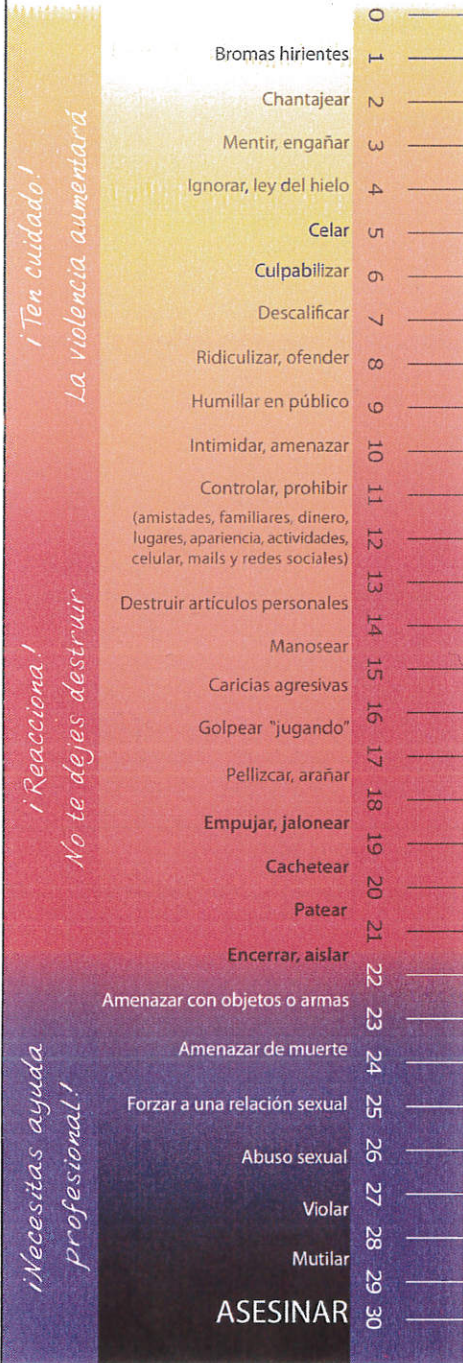 0
Bromas hirientes 1
Chantajear 2
Mentir, engañar 3
Ignorar, ley del hielo 4
Celar 5
Culpabilizar 6
Descalificar 7
Ridiculizar, ofender 8
Humillar en público 9
Intimidar, amenazar 10
Controlar, prohibir 11
(amistades, familiares, dinero,
lugares, apariencia, actividades, 12
celular, mails y redes sociales)
13
Destruir artículos personales
14
Manosear
15
Caricias agresivas
16
Golpear "jugando"
17
Pellizcar, arañar
18
Empujar, jalonear
19
Cachetear
20
Patear
21
Encerrar, aislar
22
Amenazar con objetos o armas
23
Amenazar de muerte
24
Forzar a una relación sexual 25
Abuso sexual 26
27
Violar
28
Mutilar
29
ASESINAR 30
¡Ten cuidado!
La violencia aumentará
¡Reacciona!
No te dejes destruir
¡Necesitas ayuda
profesional!